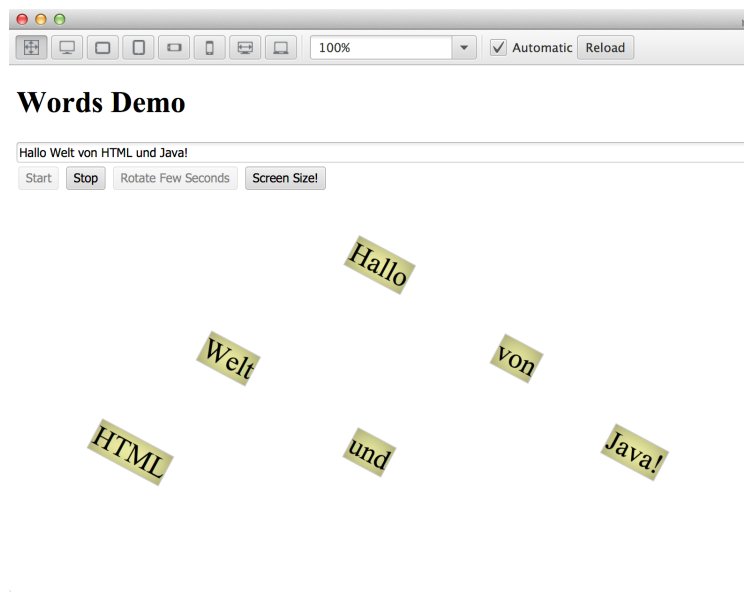 100% Automatic Reload
Words Demo
Hallo Welt von HTML und Java!
Start Stop Rotate Few Seconds Screen Size!
Hallo
Welt von
HTML und Java!